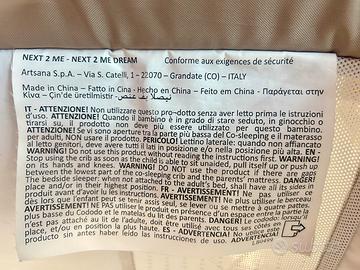 NEXT 2 ME - NEXT 2 ME DREAM Conforme aux exigences de sécurité
Artsana S.p.A. – Via S. Catelli, 1 – 22070 – Grandate (CO) – ITALY
Made in China – Fatto in Cina - Hecho en China – Feito em China - Παράγεται στην
Κίνα – Çin'de üretilmistir
IT - ATTENZIONE! Non utilizzare questo pro-dotto senza aver letto prima le istruzioni
d'uso. ATTENZIONE! Quando il bambino è in grado di stare seduto, in ginocchio o
tirarsi su, il prodotto non deve più essere utilizzato per questo bambino.
ATTENZIONE! Se vi sono apertura tra la parte più bassa del Co-sleeping e il materasso
per adulti, NON usare il prodotto. PERICOLO! Lettino laterale: quando non affiancato
al letto genitori, deve avere tutti i lati in posizione e/o nella posizione più alta. EN -
WARNING! Do not use this product without reading the instructions first. WARNING!
Stop using the crib as soon as the child is able to sit unaided, pull itself up or push up
on its hands and knees. WARNING! DO NOT use the product if there are gaps
between the lowest part of the co-sleeping crib and the parents' mattress. DANGER!
The bedside sleeper: when not attached to the adult's bed, shall have all its sides in
place and/or in their highest position. FR - AVERTISSEMENT! Ne pas utiliser ce
produit avant d'avoir lu les instructions. AVERTISSEMENT! Ne plus utiliser le berceau
dès lors que l'enfant peut se tenir assis seul, se lever ou se mettre à quatre pattes.
AVERTISSEMENT! NE PAS utiliser le produit en présence d'un espace entre la partie la
plus basse du Cododo et le matelas du lit des parents. DANGER! Le cododo: lorsqu'il
n'est pas attaché au lit de l'adulte, doit être utilisé avec tous ses côtés en
place, et/ou en position la plus haute. ES - ADVERTENCIA! No utilice este
producto sin haber leído las instrucciones de uso. ADVERTENCIA!